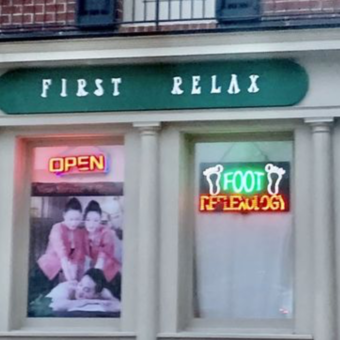 FIRST RELAX
OPEN
FOOT
REFLEXOLOGY